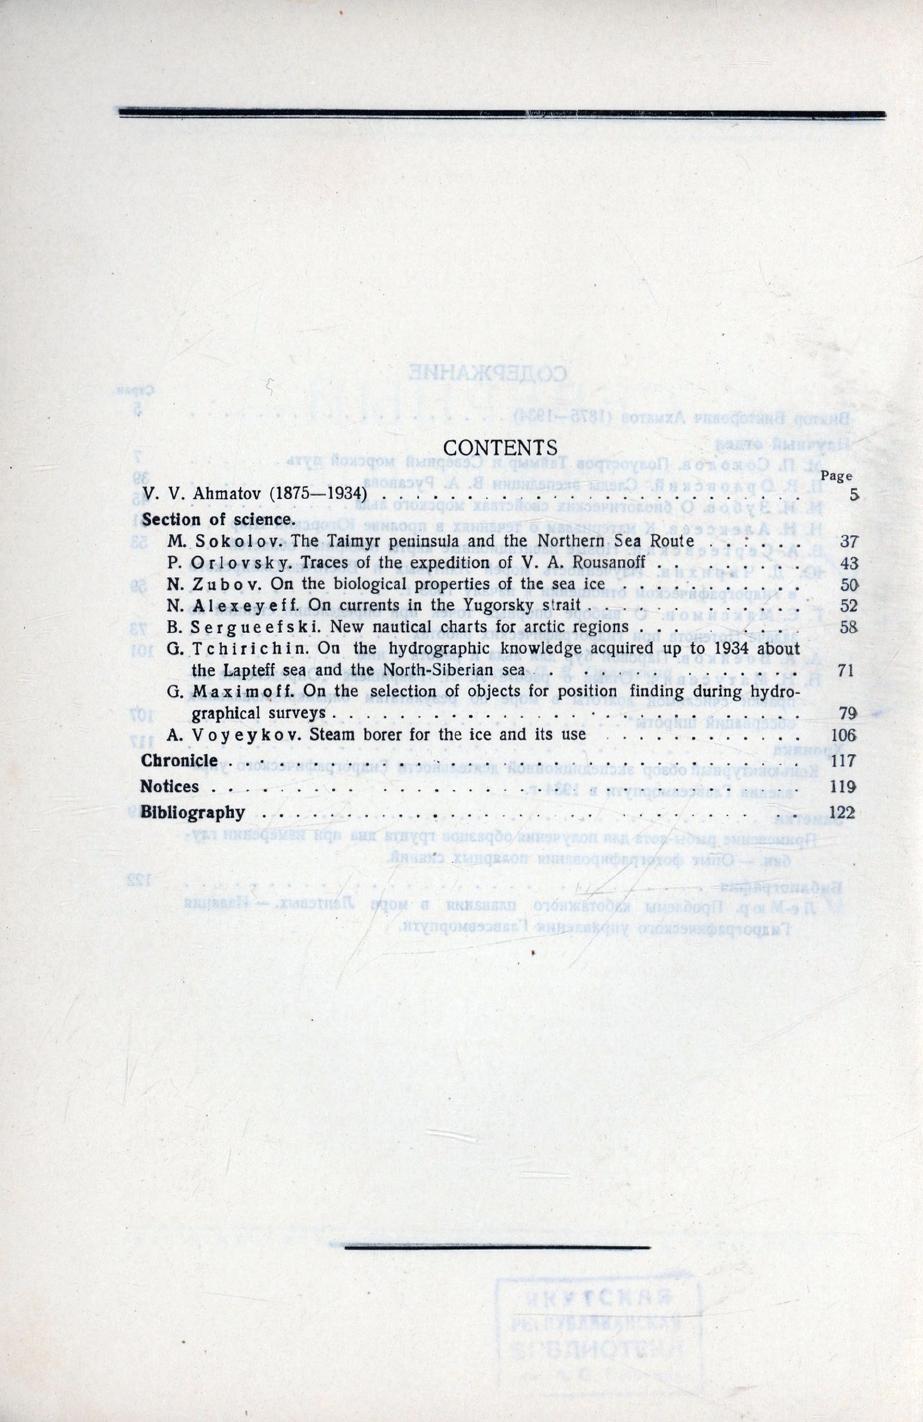 CONTENTS
Page
V. V. Ahmatov (1875—1934) . . . . . . . . . . . . . . . . . . . . . . . . 5
Section of science.
M. Sokolov. The Taimyr peninsula and the Northern Sea Route . . . . . . 37
P. Orlovsky. Traces of the expedition of V. A. Rousanoff . . . . . . . . 43
N. Zubov. On the biological properties of the sea ice . . . . . . . . . . 50
N. Alexeyeff. On currents in the Yugorsky strait . . . . . . . . . . . . 52
B. Sergueefski. New nautical charts for arctic regions . . . . . . . . . 58
G. Tchirichin. On the hydrographic knowledge acquired up to 1934 about
the Lapteff sea and the North-Siberian sea . . . . . . . . . . . . . 71
G. Maximoff. On the selection of objects for position finding during hydro-
graphical surveys . . . . . . . . . . . . . . . . . . . . . . . . 79
A. Voyeykov. Steam borer for the ice and its use . . . . . . . . . . . 106
Chronicle . . . . . . . . . . . . . . . . . . . . . . . . . . . . . . . 117
Notices . . . . . . . . . . . . . . . . . . . . . . . . . . . . . . . . 119
Bibliography . . . . . . . . . . . . . . . . . . . . . . . . . . . . . 122